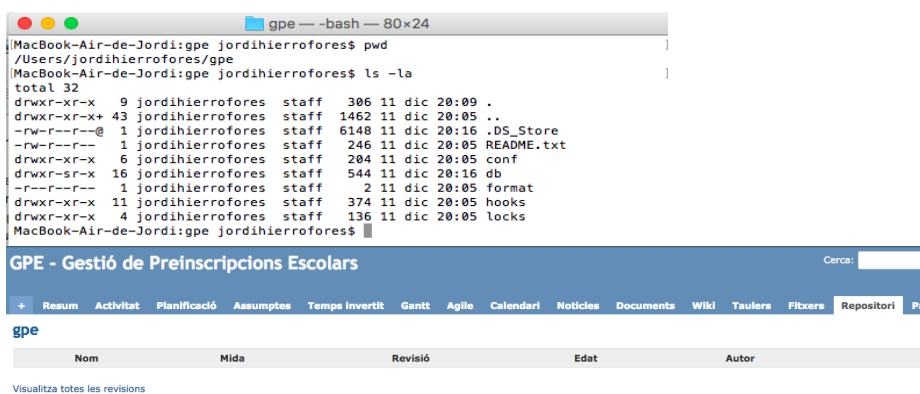 gpe — -bash — 80×24
[MacBook-Air-de-Jordi:gpe jordihierrofores$ pwd ]
/Users/jordihierrofores/gpe
[MacBook-Air-de-Jordi:gpe jordihierrofores$ ls -la ]
total 32
drwxr-xr-x 9 jordihierrofores staff 306 11 dic 20:09 .
drwxr-xr-x+ 43 jordihierrofores staff 1462 11 dic 20:05 ..
-rw-r--r--@ 1 jordihierrofores staff 6148 11 dic 20:16 .DS_Store
-rw-r--r-- 1 jordihierrofores staff 246 11 dic 20:05 README.txt
drwxr-xr-x 6 jordihierrofores staff 204 11 dic 20:05 conf
drwxr-sr-x 16 jordihierrofores staff 544 11 dic 20:16 db
-r--r--r-- 1 jordihierrofores staff 2 11 dic 20:05 format
drwxr-xr-x 11 jordihierrofores staff 374 11 dic 20:05 hooks
drwxr-xr-x 4 jordihierrofores staff 136 11 dic 20:05 locks
MacBook-Air-de-Jordi:gpe jordihierrofores$
GPE - Gestió de Preinscripcions Escolars Cerca:
+ Resum Activitat Planificació Assumptes Temps invertit Gantt Agile Calendari Noticies Documents Wiki Taulers Fitxers Repositori
gpe
Nom Mida Revisió Edat Autor
Visualitza totes les revisions